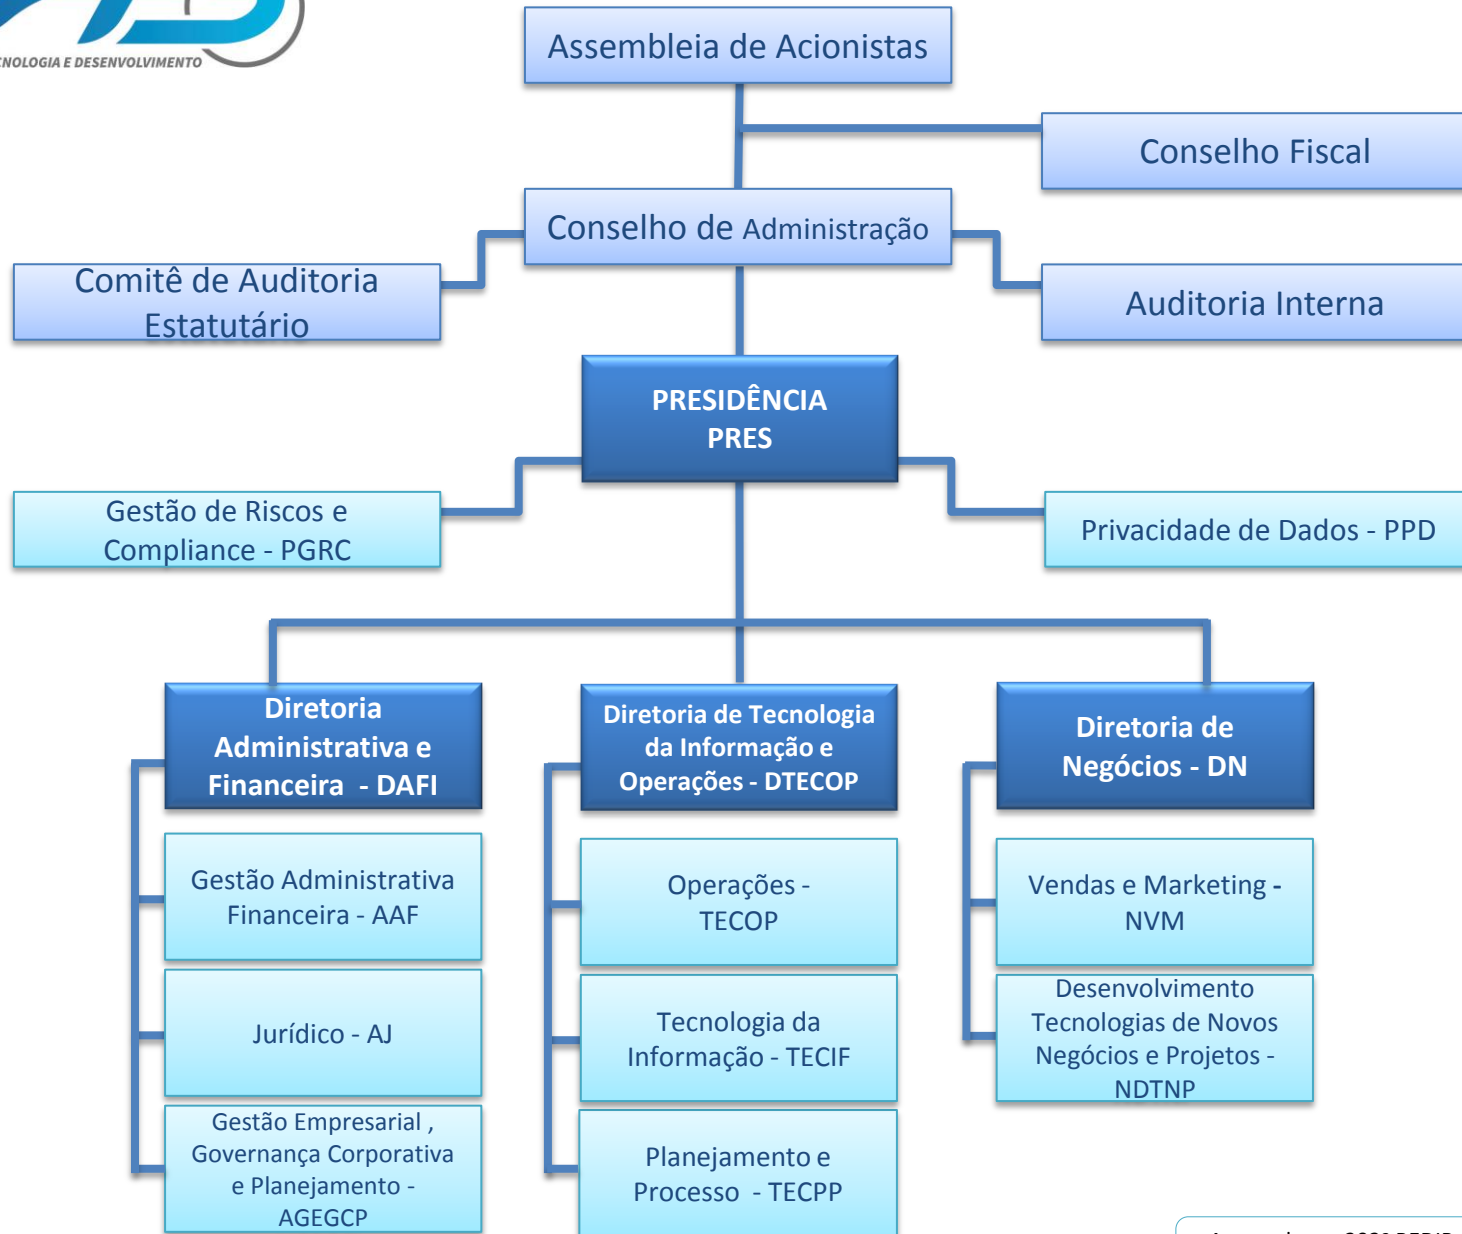 E DESENVOLVIMENTO
Assembleia de Acionistas
Conselho Fiscal
Conselho de Administração
Comitê de Auditoria
Estatutário
Auditoria Interna
PRESIDÊNCIA
PRES
Gestão de Riscos e
Compliance - PGRC
Privacidade de Dados - PPD
Diretoria
Administrativa e
Financeira - DAFI
Diretoria de Tecnologia
da Informação e
Operações - DTECOP
Diretoria de
Negócios - DN
Gestão Administrativa
Financeira - AAF
Operações -
TECOP
Vendas e Marketing -
NVM
Jurídico - AJ
Tecnologia da
Informação - TECIF
Desenvolvimento
Tecnologias de Novos
Negócios e Projetos -
NDTNP
Gestão Empresarial ,
Governança Corporativa
e Planejamento -
AGEGCP
Planejamento e
Processo - TECPP